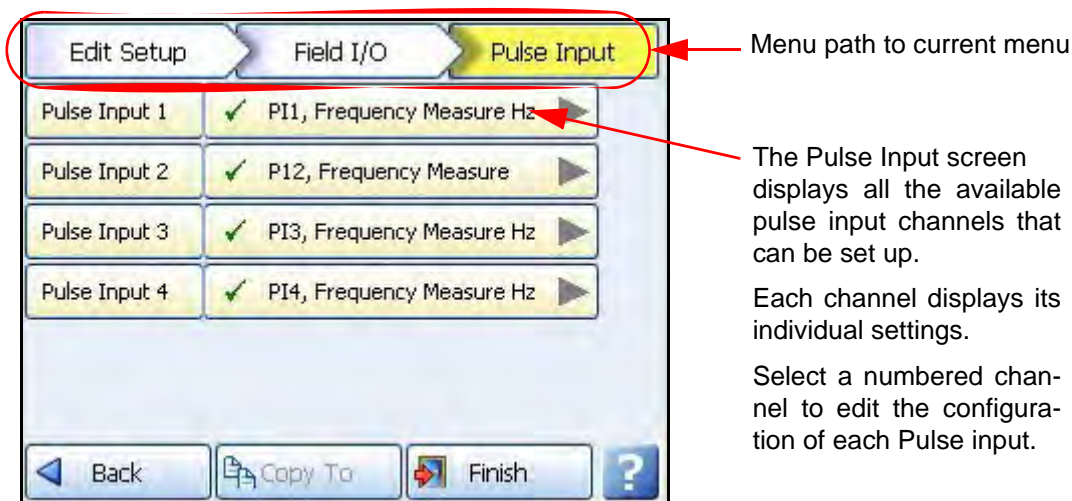 Edit Setup Field I/O Pulse Input
Menu path to current menu
Pulse Input 1 PI1, Frequency Measure Hz
Pulse Input 2 P12, Frequency Measure
Pulse Input 3 PI3, Frequency Measure Hz
Pulse Input 4 PI4, Frequency Measure Hz
The Pulse Input screen
displays all the available
pulse input channels that
can be set up.
Each channel displays its
individual settings.
Select a numbered chan-
nel to edit the configura-
tion of each Pulse input.
Back Copy To Finish ?